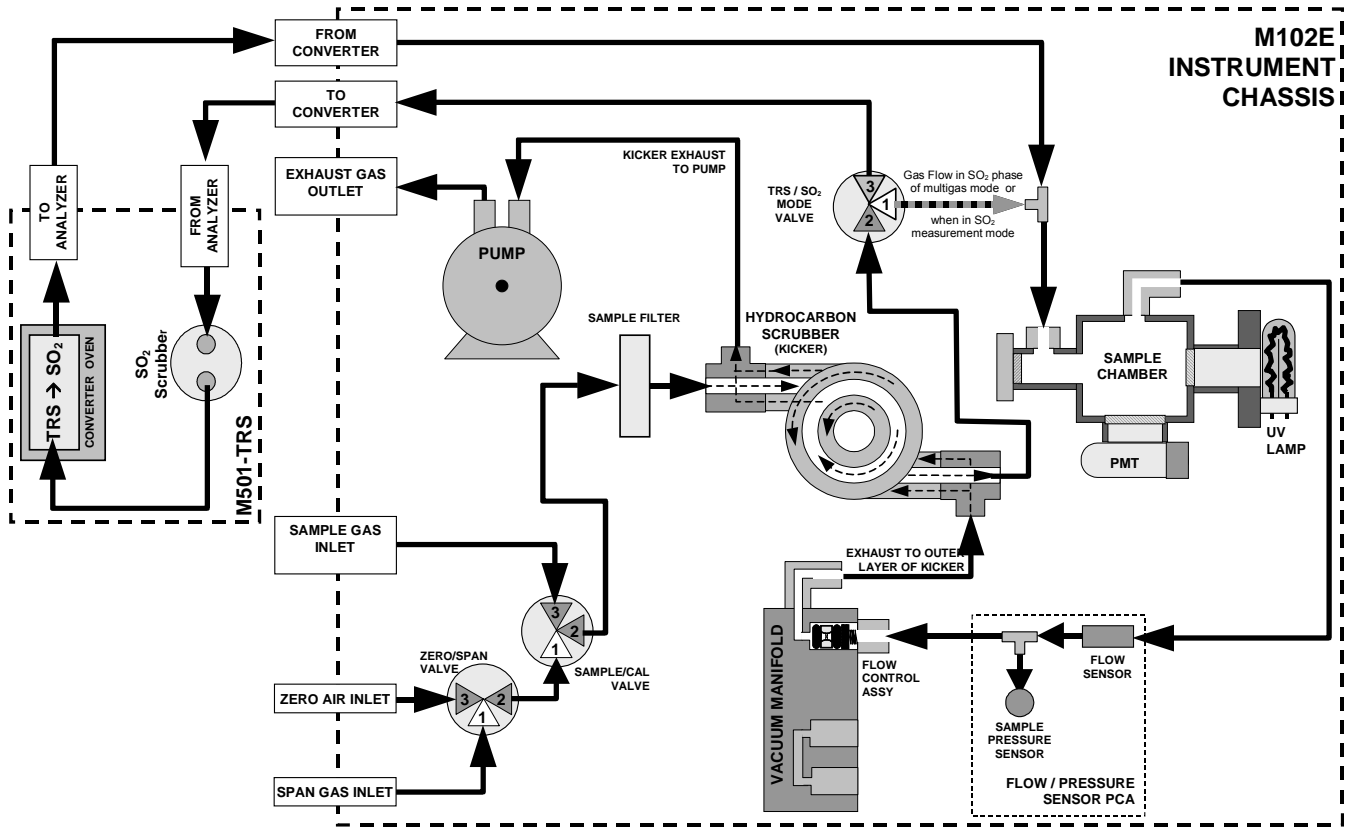 M102E
INSTRUMENT
CHASSIS
FROM
CONVERTER
TO
CONVERTER
EXHAUST GAS
OUTLET
KICKER EXHAUST
TO PUMP
TRS / SO2
MODE
VALVE
3
1
2
Gas Flow in SO2 phase
of multigas mode or
when in SO2
measurement mode
TO
ANALYZER
FROM
ANALYZER
PUMP
SAMPLE FILTER
HYDROCARBON
SCRUBBER
(KICKER)
SAMPLE
CHAMBER
UV
LAMP
PMT
TRS → SO2
CONVERTER OVEN
SO2
Scrubber
M501-TRS
SAMPLE GAS
INLET
3
2
1
SAMPLE/CAL
VALVE
ZERO/SPAN
VALVE
3
2
1
ZERO AIR INLET
SPAN GAS INLET
EXHAUST TO OUTER
LAYER OF KICKER
VACUUM MANIFOLD
FLOW
CONTROL
ASSY
FLOW
SENSOR
SAMPLE
PRESSURE
SENSOR
FLOW / PRESSURE
SENSOR PCA